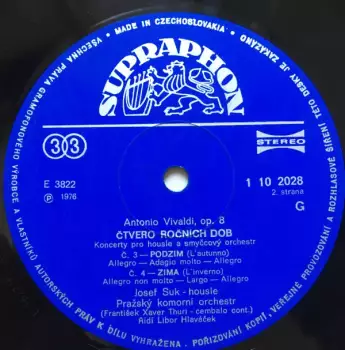 MADE IN CZECHOSLOVAKIA • VŠECHNA PRÁVA GRAMOFONOVÉHO VÝROBCE A VLASTNÍKŮ AUTORSKÝCH PRÁV K DÍLU VYHRAŽENA. POŘIZOVÁNÍ KOPIÍ, VEŘEJNÉ PROVOZOVÁNÍ A ROZHLASOVÉ ŠÍŘENÍ TÉTO DESKY JE ZAKÁZÁNO
SUPRAPHON
33
STEREO
E 3822
℗ 1976
1 10 2028
2. strana
G
Antonio Vivaldi, op. 8
ČTVERO ROČNÍCH DOB
Koncerty pro housle a smyčcový orchestr
Č. 3 — PODZIM (L'autunno)
Allegro — Adagio molto — Allegro
Č. 4 — ZIMA (L'inverno)
Allegro non molto — Largo — Allegro
Josef Suk - housle
Pražský komorní orchestr
(František Xaver Thuri - cembalo cont.)
Řídí Libor Hlaváček